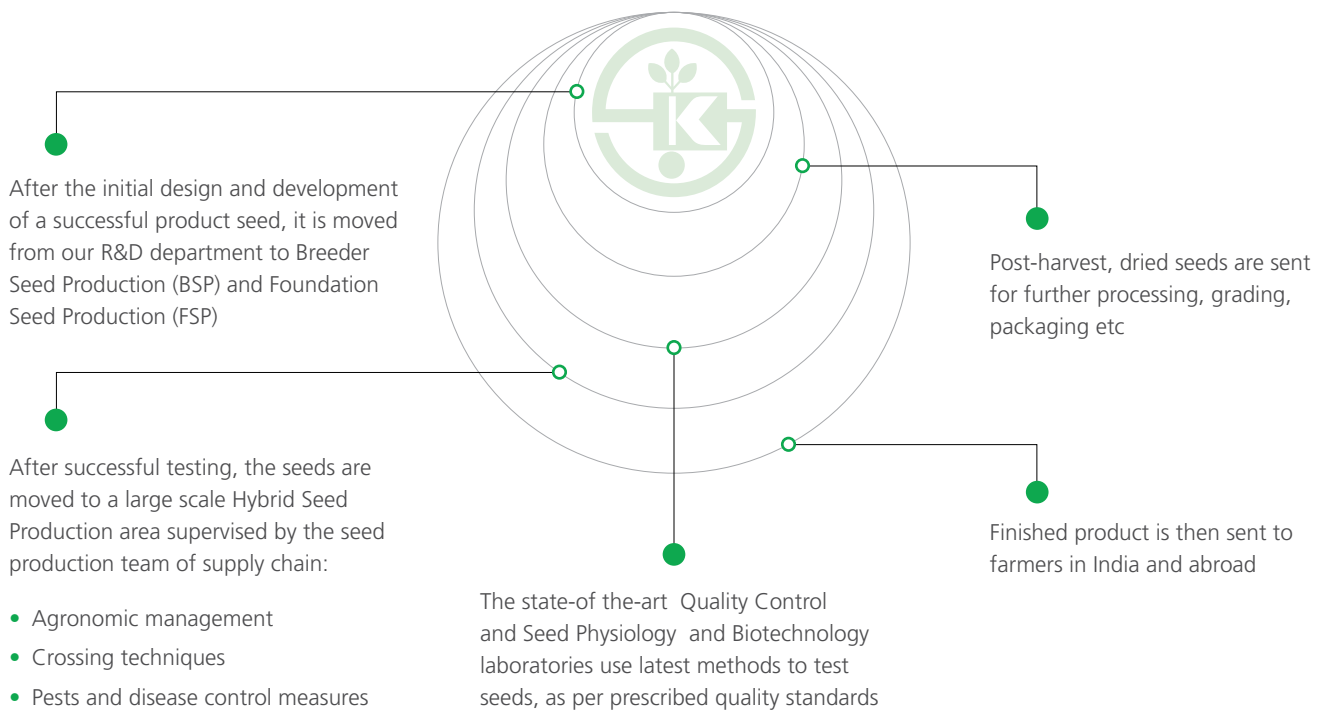 After the initial design and development
of a successful product seed, it is moved
from our R&D department to Breeder
Seed Production (BSP) and Foundation
Seed Production (FSP)
After successful testing, the seeds are
moved to a large scale Hybrid Seed
Production area supervised by the seed
production team of supply chain:
• Agronomic management
• Crossing techniques
• Pests and disease control measures
The state-of the-art  Quality Control
and Seed Physiology  and Biotechnology
laboratories use latest methods to test
seeds, as per prescribed quality standards
Post-harvest, dried seeds are sent
for further processing, grading,
packaging etc
Finished product is then sent to
farmers in India and abroad
K